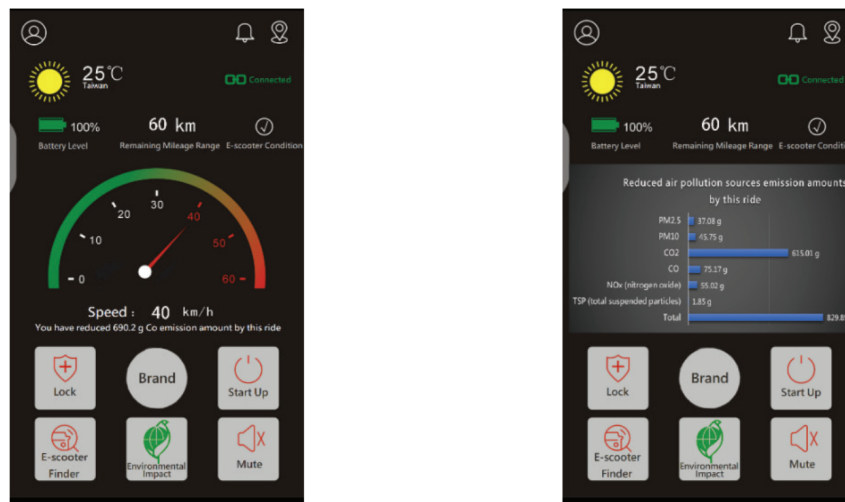 25°C
Taiwan
Connected
100%
60 km
Battery Level
Remaining Mileage Range
E-scooter Condition
0
10
20
30
40
50
60
Speed : 40 km/h
You have reduced 690.2 g Co emission amount by this ride
Lock
Brand
Start Up
E-scooter
Finder
Environmental
Impact
Mute
25°C
Taiwan
Connected
100%
60 km
Battery Level
Remaining Mileage Range
E-scooter Conditi
Reduced air pollution sources emission amounts
by this ride
PM2.5 37.08 g
PM10 45.75 g
CO2 615.01 g
CO 75.17 g
NOx (nitrogen oxide) 55.02 g
TSP (total suspended particles) 1.85 g
Total 829.8
Lock
Brand
Start Up
E-scooter
Finder
Environmental
Impact
Mute